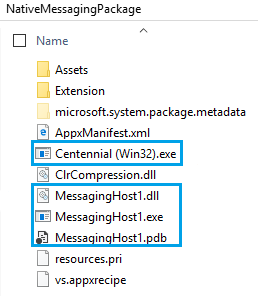 NativeMessagingPackage
Name
Assets
Extension
microsoft.system.package.metadata
AppxManifest.xml
Centennial (Win32).exe
ClrCompression.dll
MessagingHost1.dll
MessagingHost1.exe
MessagingHost1.pdb
resources.pri
vs.appxrecipe